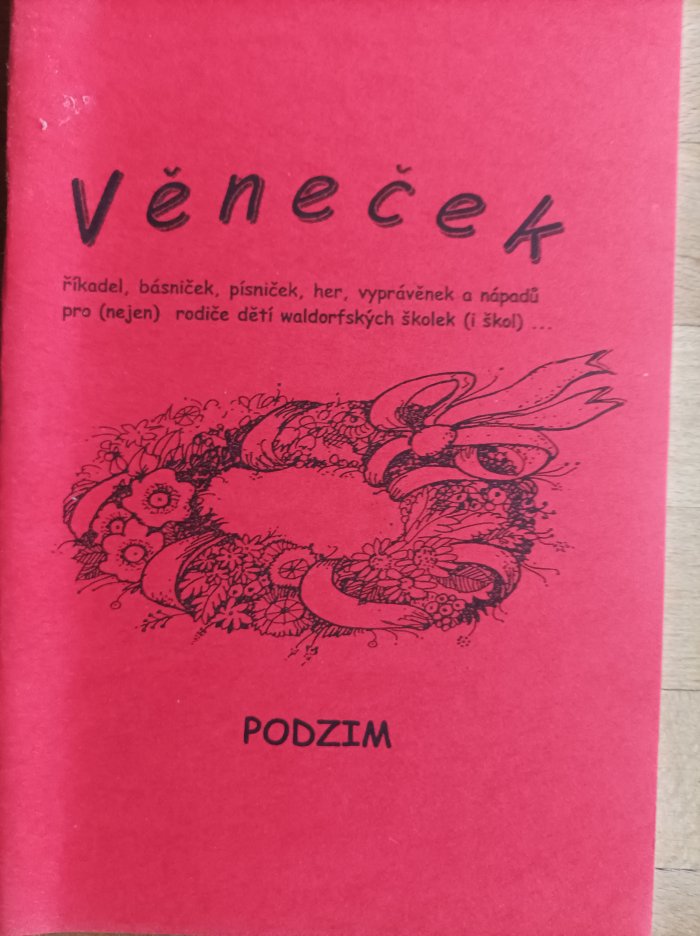 Věneček
říkadel, básniček, písniček, her, vyprávěnek a nápadů
pro (nejen) rodiče dětí waldorfských školek (i škol) ...
PODZIM